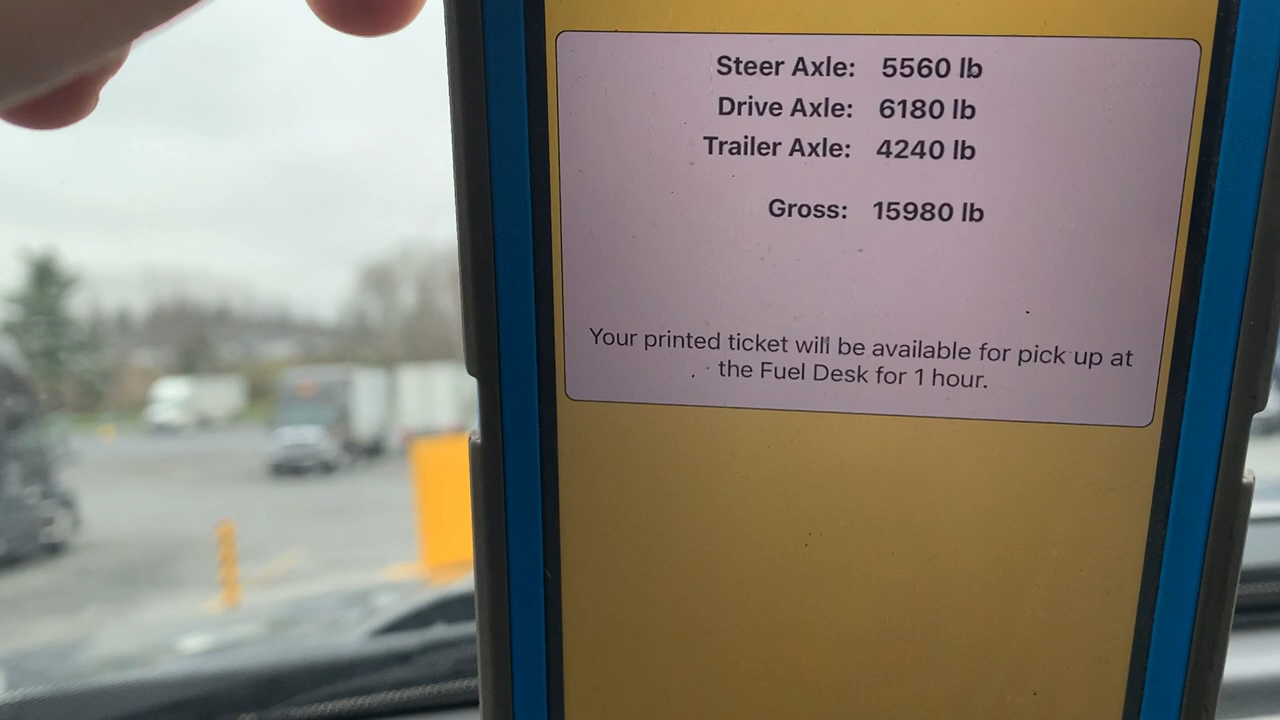 Steer Axle: 5560 lb
Drive Axle: 6180 lb
Trailer Axle: 4240 lb
Gross: 15980 lb
Your printed ticket will be available for pick up at
the Fuel Desk for 1 hour.